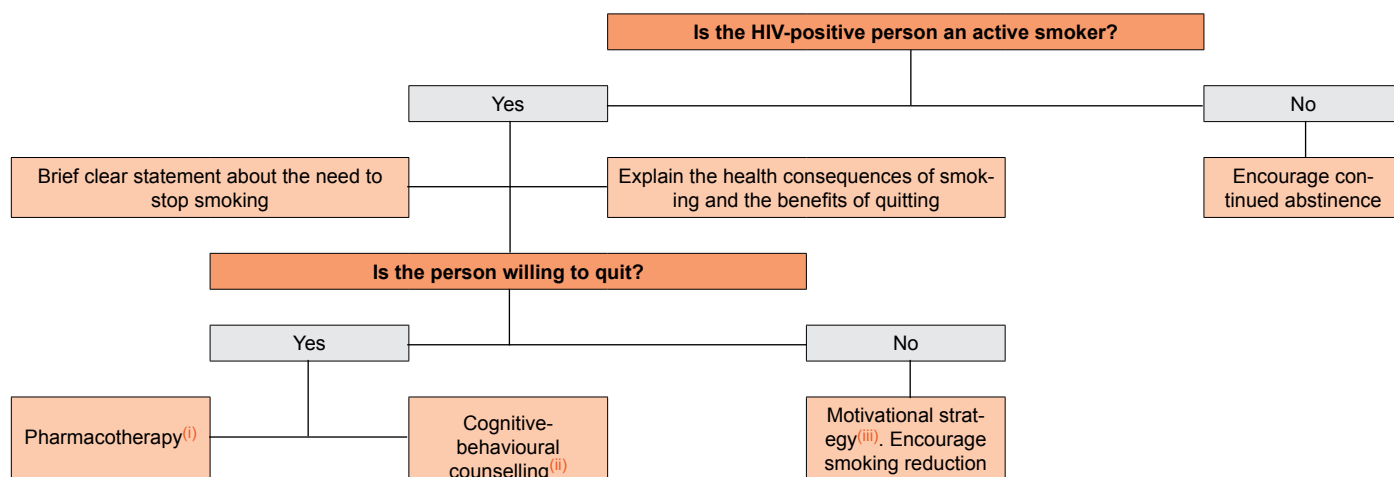 Is the HIV-positive person an active smoker?
Yes
No
Brief clear statement about the need to
stop smoking
Explain the health consequences of smok-
ing and the benefits of quitting
Encourage con-
tinued abstinence
Is the person willing to quit?
Yes
No
Pharmacotherapy(i)
Cognitive-
behavioural
counselling(ii)
Motivational strat-
egy(iii). Encourage
smoking reduction